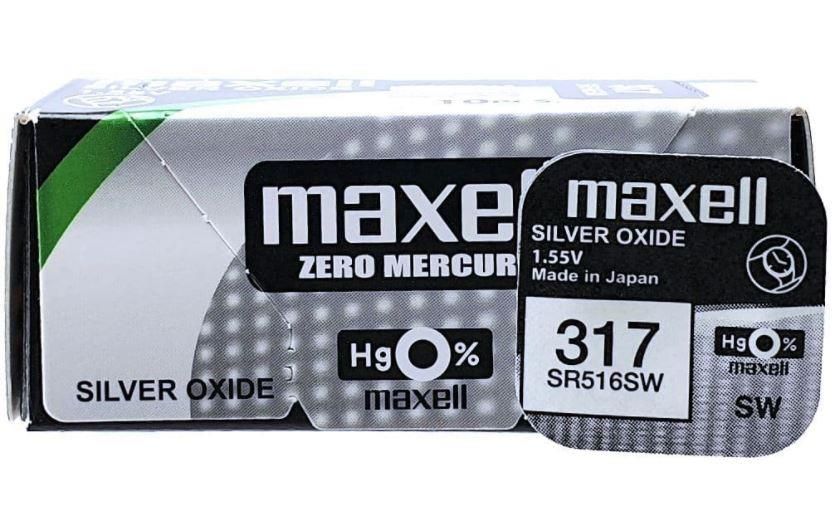 maxe
ZERO MERCUR
Hg0%
maxell
SILVER OXIDE
maxell
SILVER OXIDE
1.55V
Made in Japan
317
SR516SW
Hg0%
maxell
SW